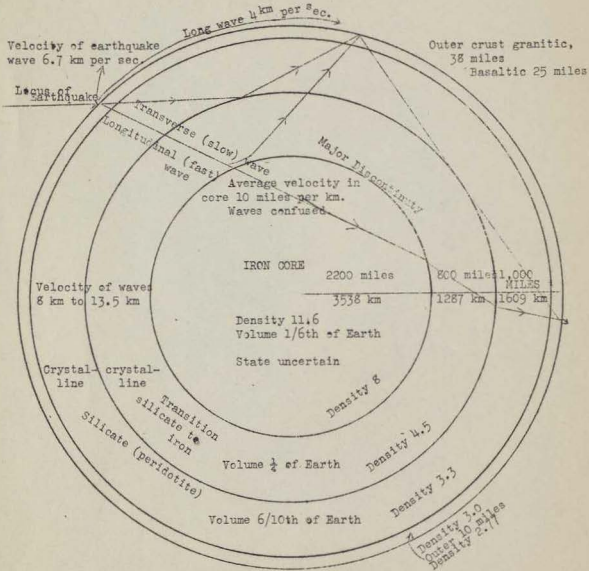 Long wave 4 km per sec.
Velocity of earthquake
wave 6.7 km per sec.
Outer crust granitic,
38 miles
Basaltic 25 miles
Locus of
Earthquake
Transverse (slow) wave
Longitudanal (fast)
wave
Major Discontinuty
Average velocity in
core 10 miles per km.
Waves confused
IRON CORE
2200 miles
800 miles
1,000
MILES
3538 km
1287 km
1609 km
Velocity of waves
8 km to 13.5 km
Density 11.6
Volume 1/6th of Earth
State uncertain
Crystal-
line
crystal-
line
Density 8
Transition
silicate to
iron
Silicate (peridotite)
Volume ¼ of Earth
Density 4.5
Density 3.3
Volume 6/10th of Earth
Density 3.0
Outer 10 miles
Density 2.77